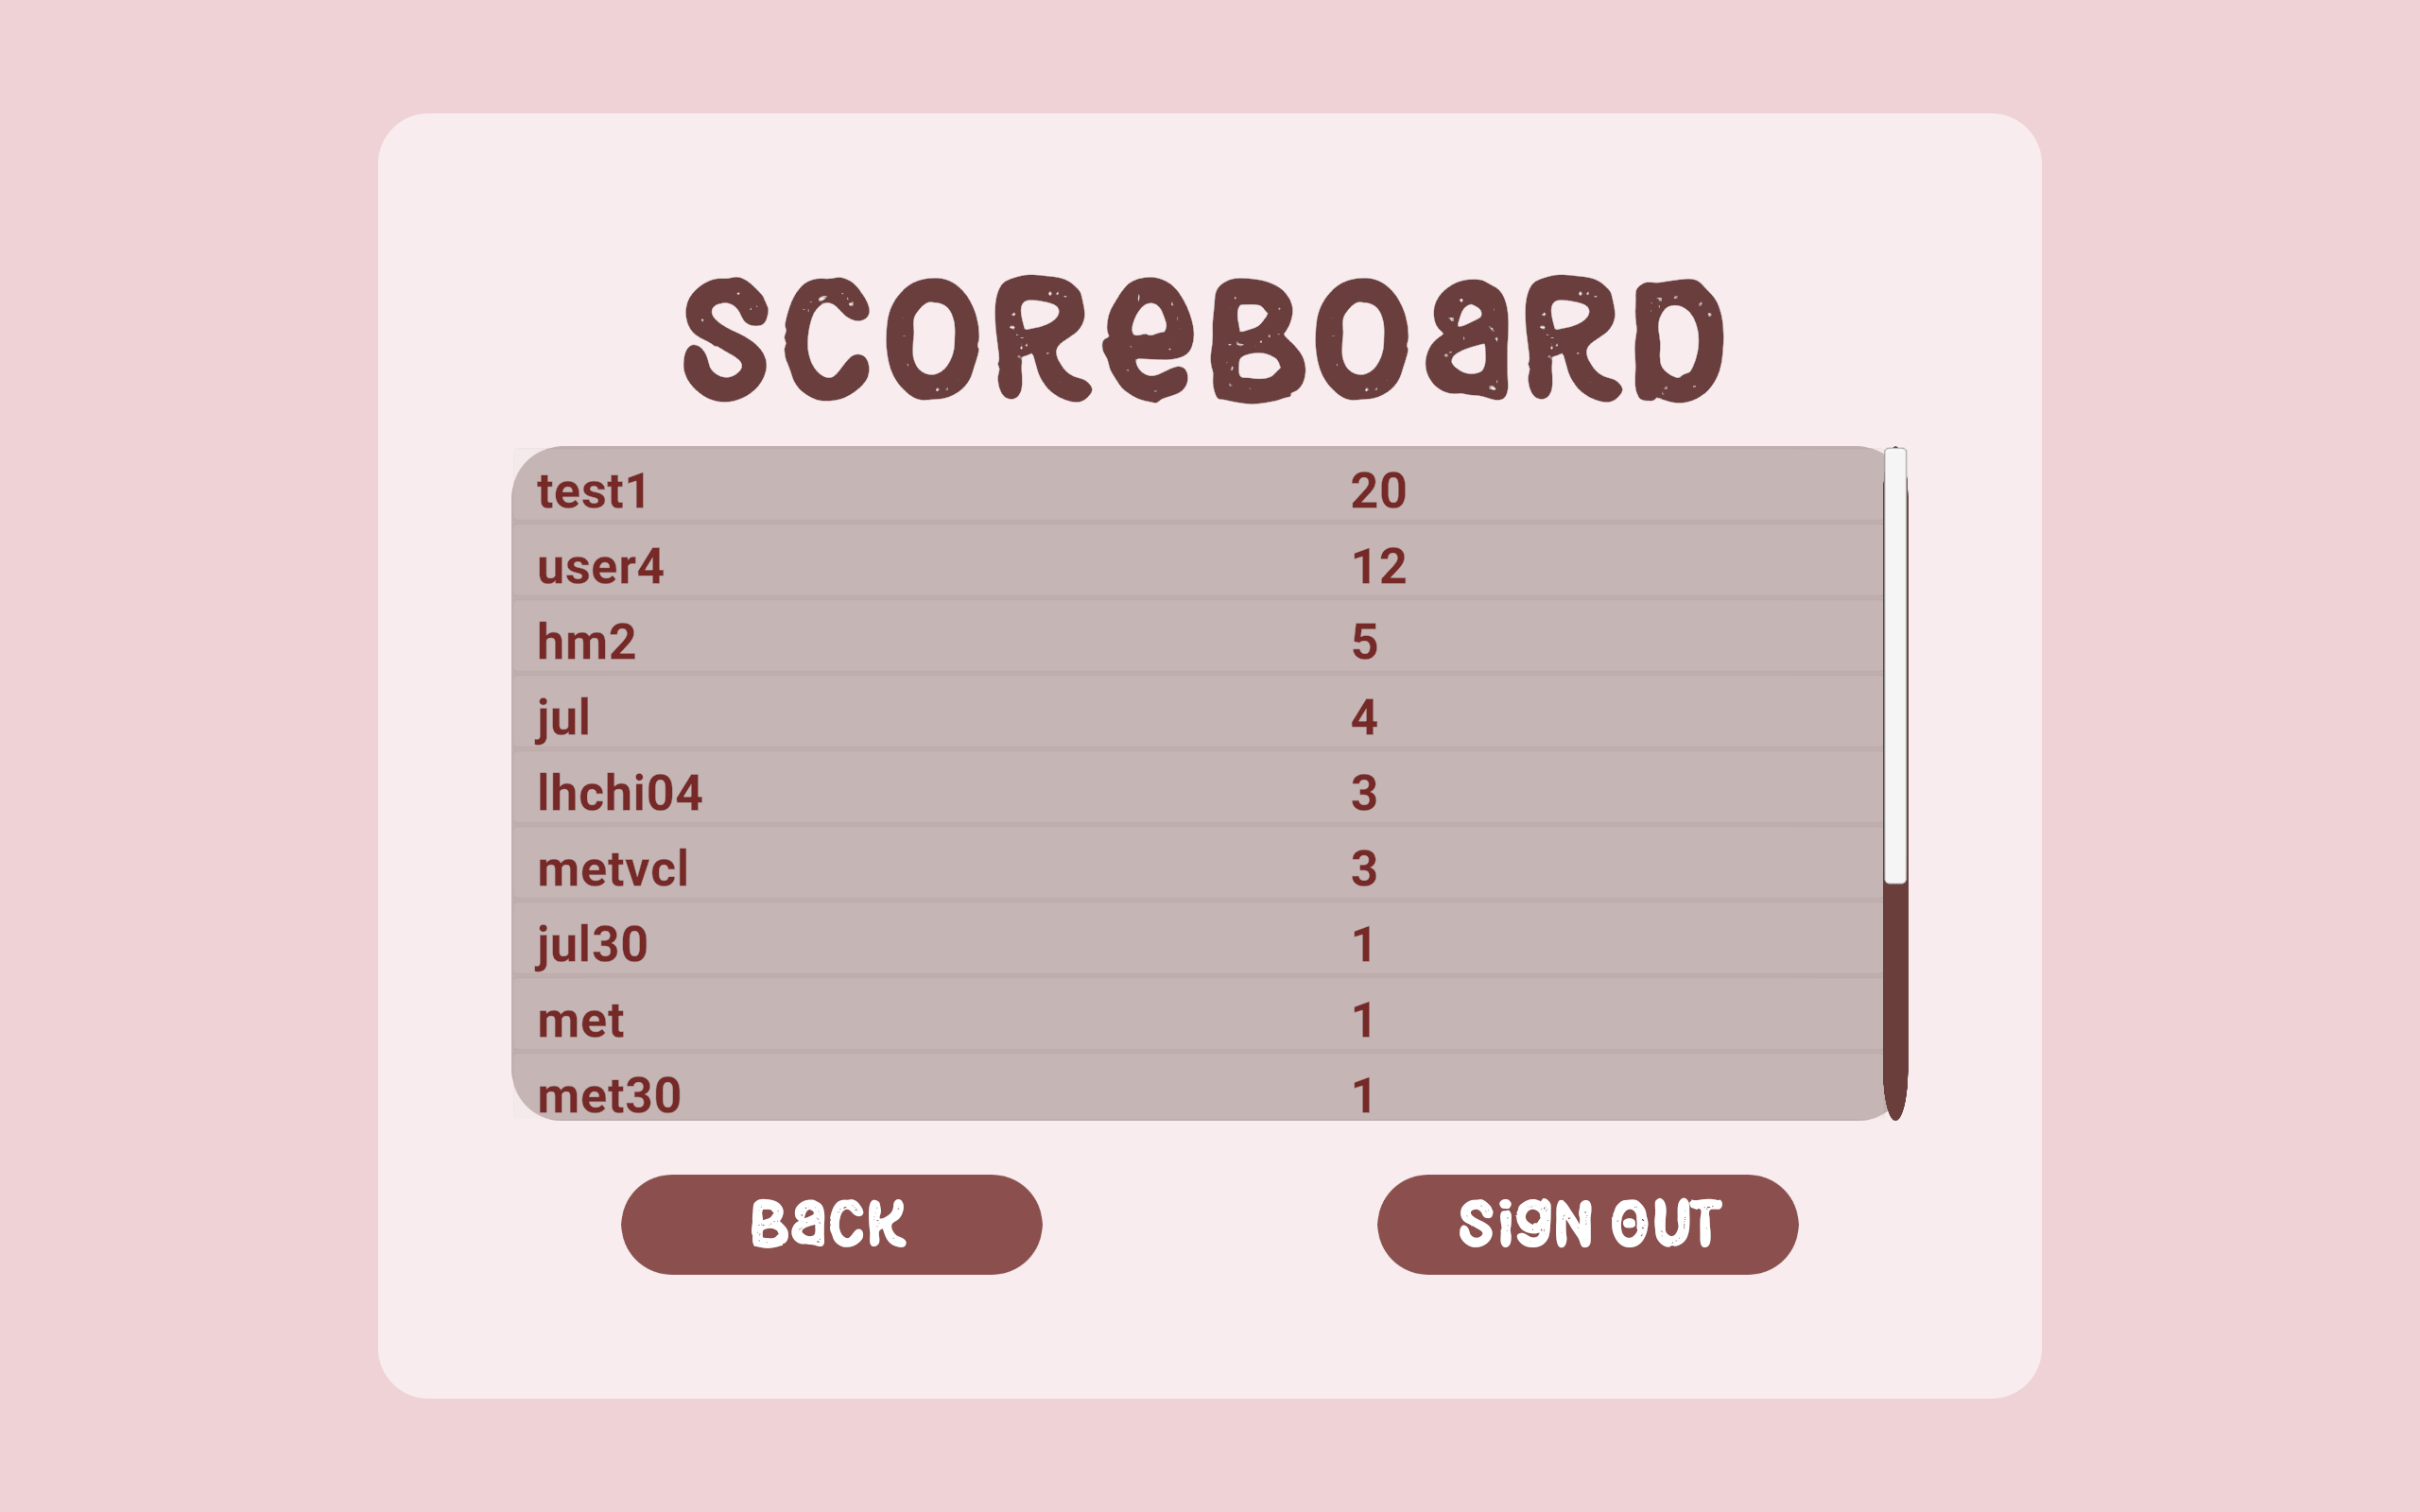 SCOReBOaRD
test1 20
user4 12
hm2 5
jul 4
lhchi04 3
metvcl 3
jul30 1
met 1
met30 1
BaCK SigN OUT